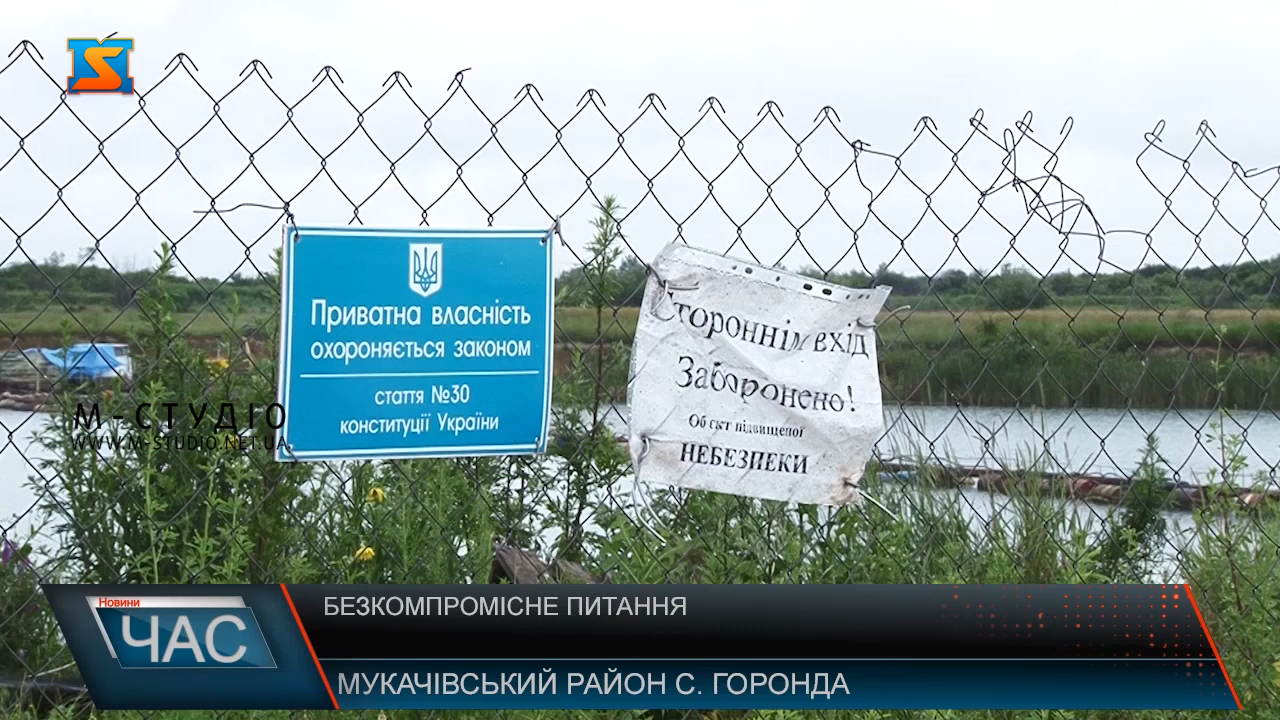 Приватна власність
охороняється законом
стаття №30
конституції України
Стороннім вхід
Заборонено!
Об'єкт підвищеної
НЕБЕЗПЕКИ
М-СТУДІО
WWW.M-STUDIO.NET.UA
Новини
ЧАС
БЕЗКОМПРОМІСНЕ ПИТАННЯ
МУКАЧІВСЬКИЙ РАЙОН С. ГОРОНДА